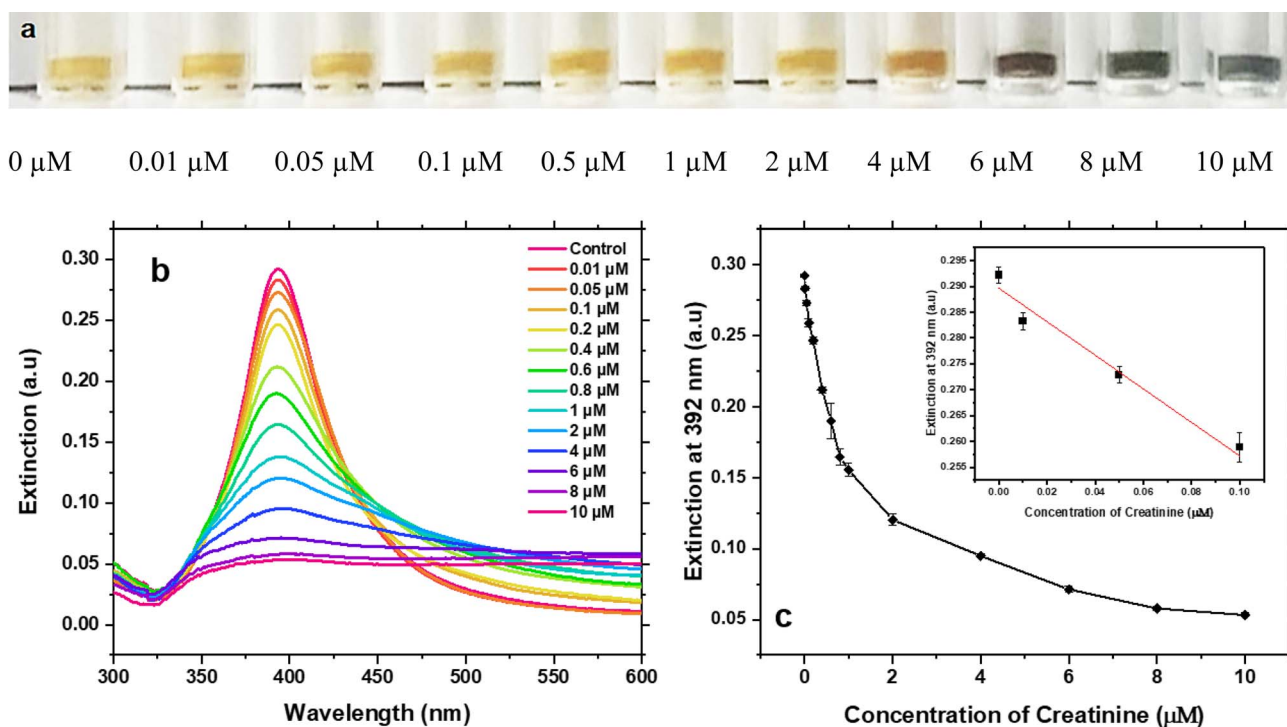 a
0 µM 0.01 µM 0.05 µM 0.1 µM 0.5 µM 1 µM 2 µM 4 µM 6 µM 8 µM 10 µM
b
0.30
0.25
0.20
0.15
0.10
0.05
0.00
Extinction (a.u)
Control
0.01 µM
0.05 µM
0.1 µM
0.2 µM
0.4 µM
0.6 µM
0.8 µM
1 µM
2 µM
4 µM
6 µM
8 µM
10 µM
300 350 400 450 500 550 600
Wavelength (nm)
c
0.30
0.25
0.20
0.15
0.10
0.05
Extinction at 392 nm (a.u)
0.295
0.290
0.285
0.280
0.275
0.270
0.265
0.260
0.255
Extinction at 392 nm (a.u)
0.00 0.02 0.04 0.06 0.08 0.10
Concentration of Creatinine (µM)
0 2 4 6 8 10
Concentration of Creatinine (µM)